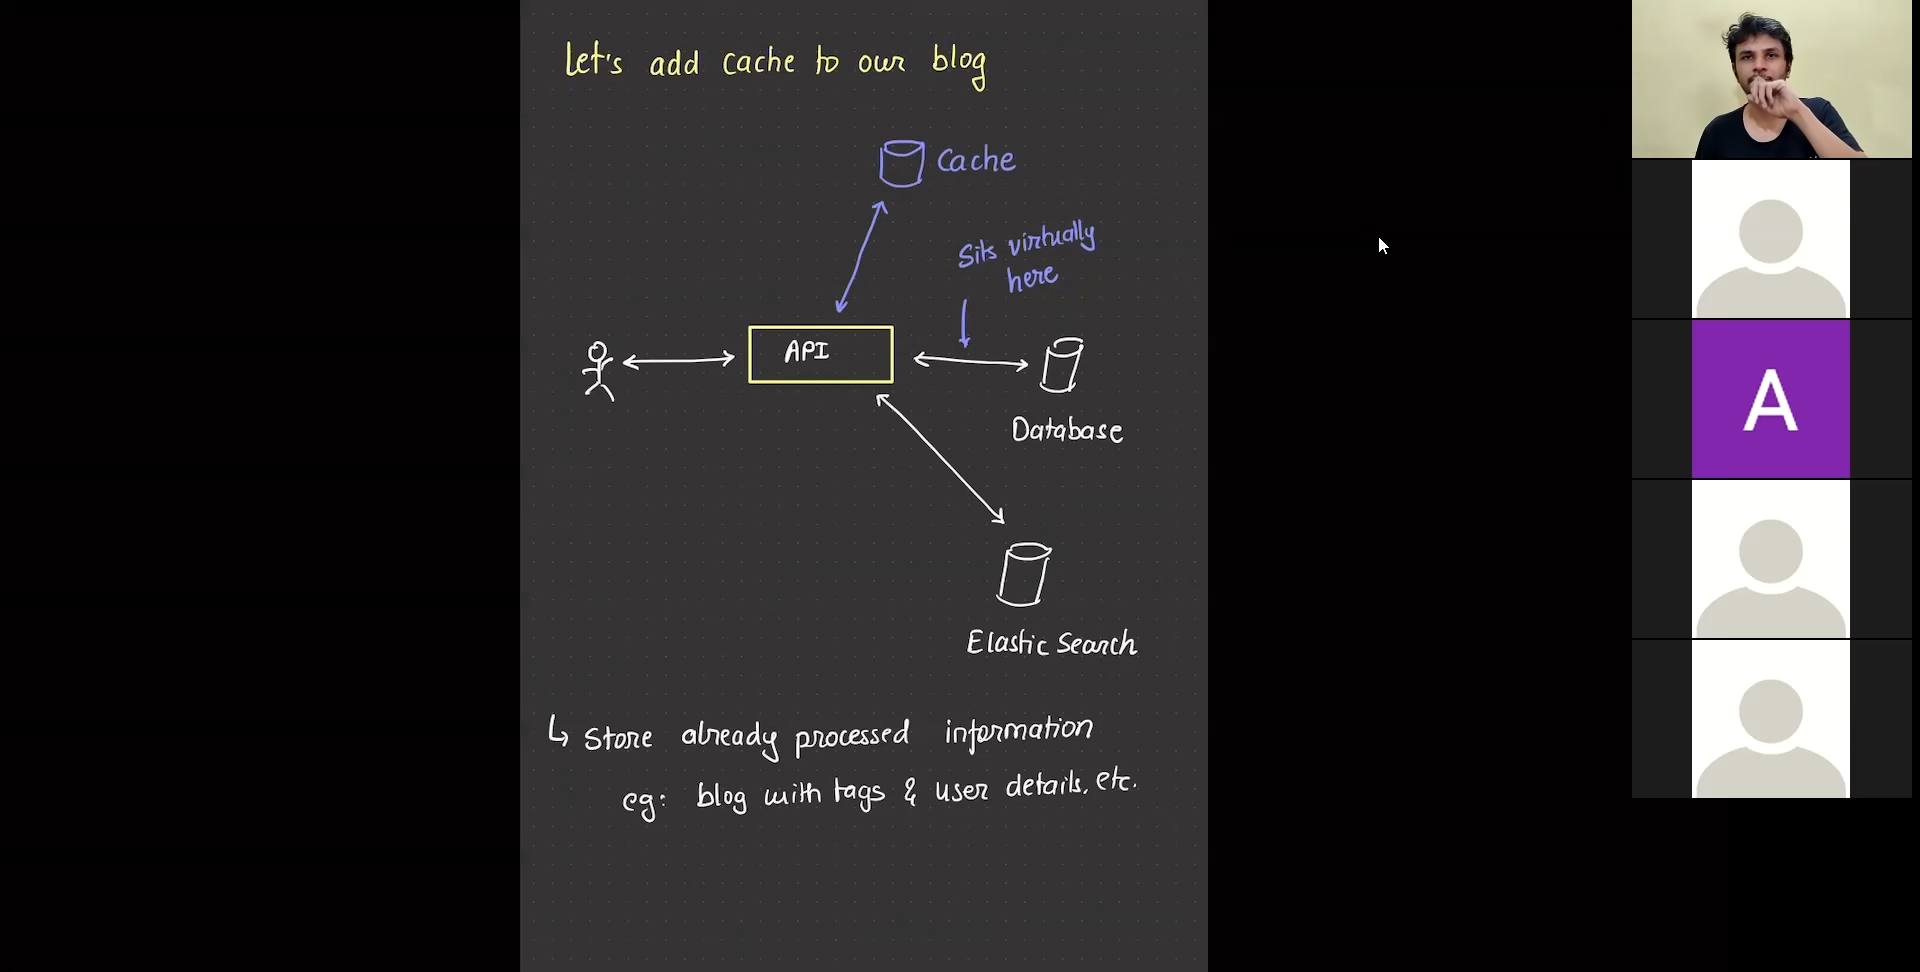 Let's add cache to our blog
Cache
Sits virtually
here
API
Database
Elastic Search
↳ Store already processed information
eg: blog with tags & user details, etc.
A